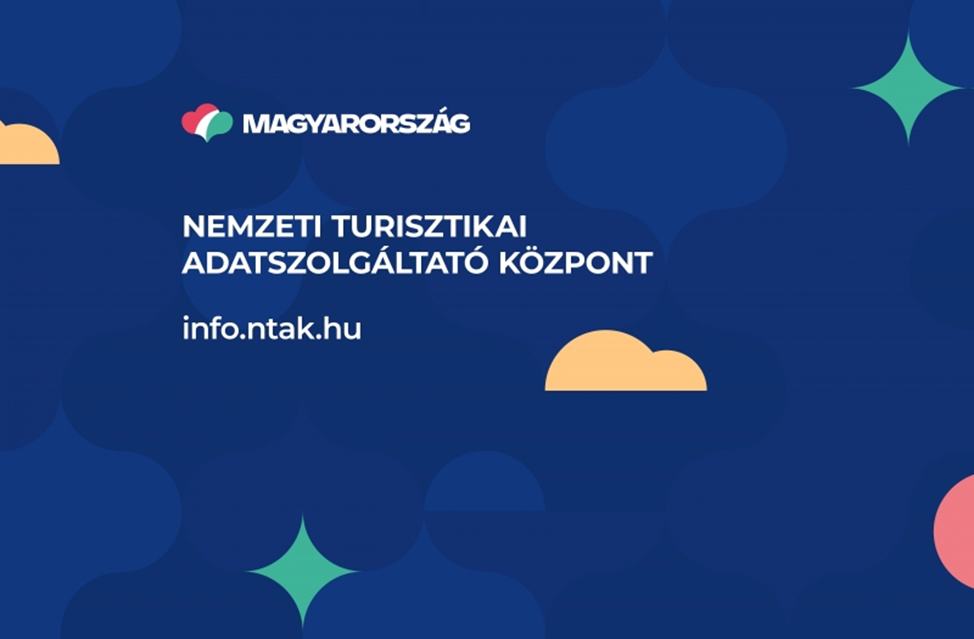 MAGYARORSZÁG
NEMZETI TURISZTIKAI
ADATSZOLGÁLTATÓ KÖZPONT
info.ntak.hu